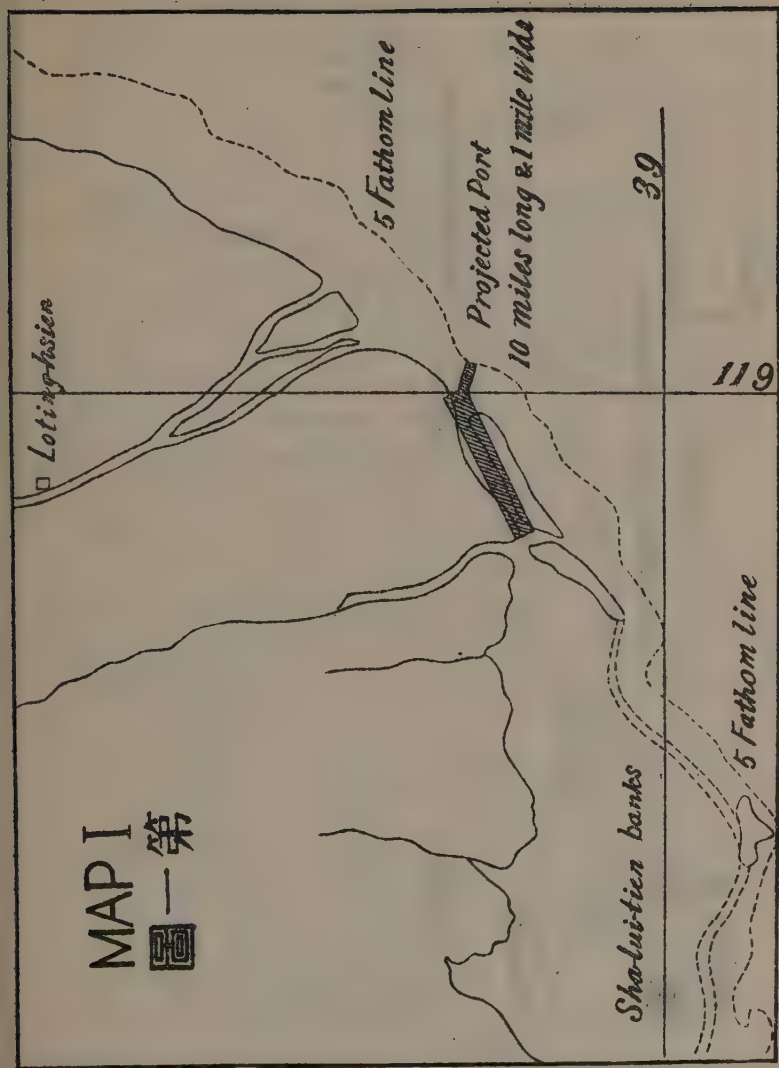 MAP I
圖一第
Lotinghsien
5 Fathom line
Projected Port
10 miles long & 1 mile wide
39
119
5 Fathom line
Sha-lui-tien banks